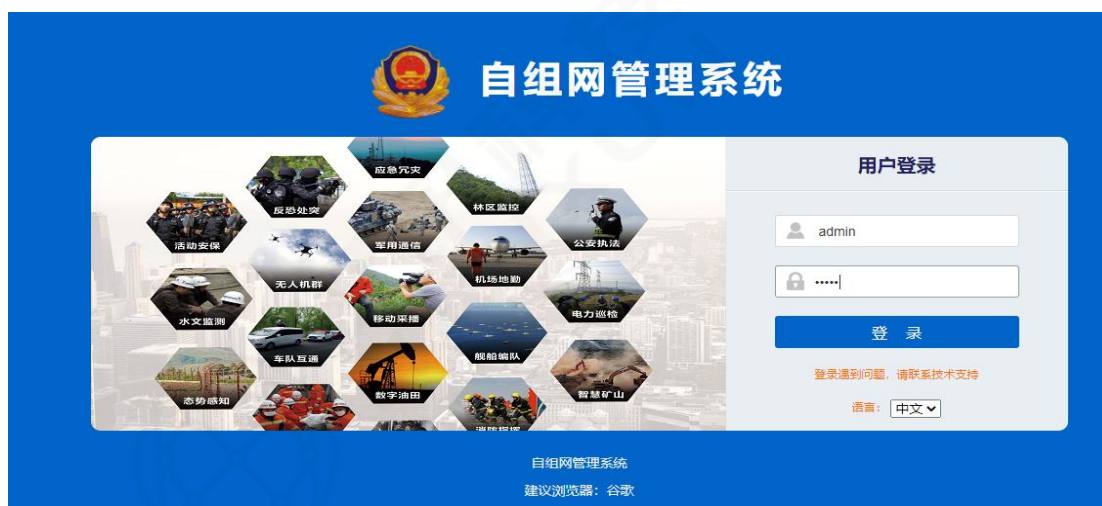 自组网管理系统
用户登录
应急冗灾
反恐处突
林区监控
活动安保
军用通信
公安执法
无人机群
机场地勤
水文监测
移动采播
电力巡检
车队互通
舰船编队
态势感知
数字油田
智慧矿山
消防指挥
admin
•••••
登 录
登录遇到问题，请联系技术支持
语言： 中文
自组网管理系统
建议浏览器：谷歌